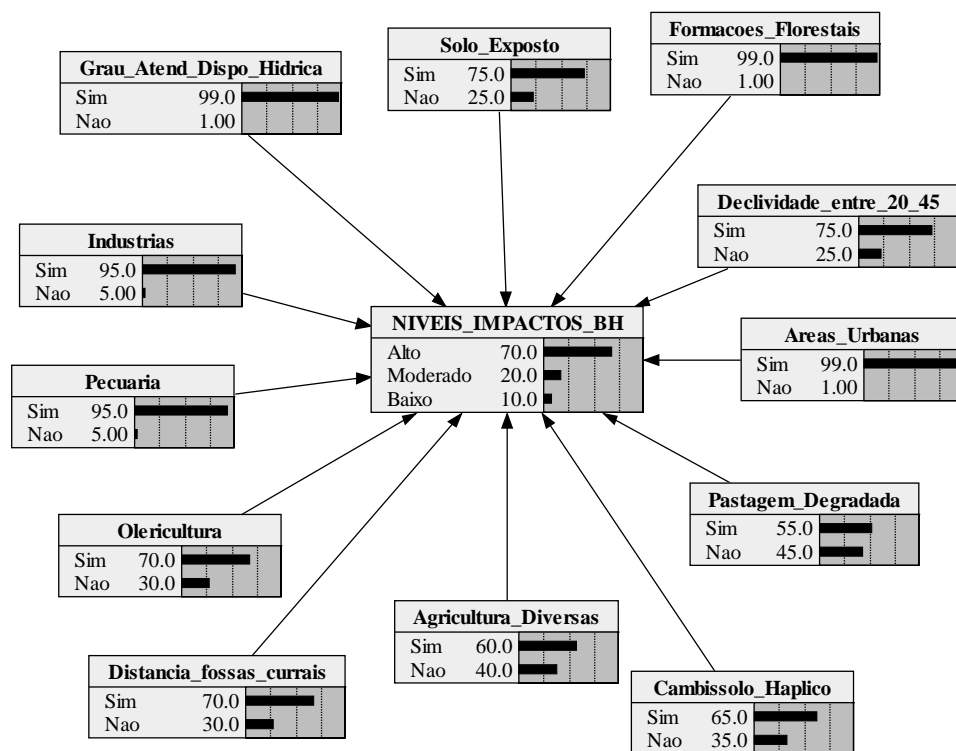 Grau_Atend_Dispo_Hidrica
Sim 99.0
Nao 1.00
Solo_Exposto
Sim 75.0
Nao 25.0
Formacoes_Florestais
Sim 99.0
Nao 1.00
Industrias
Sim 95.0
Nao 5.00
Declividade_entre_20_45
Sim 75.0
Nao 25.0
NIVEIS_IMPACTOS_BH
Alto 70.0
Moderado 20.0
Baixo 10.0
Areas_Urbanas
Sim 99.0
Nao 1.00
Pecuaria
Sim 95.0
Nao 5.00
Olericultura
Sim 70.0
Nao 30.0
Pastagem_Degradada
Sim 55.0
Nao 45.0
Agricultura_Diversas
Sim 60.0
Nao 40.0
Distancia_fossas_currais
Sim 70.0
Nao 30.0
Cambissolo_Haplico
Sim 65.0
Nao 35.0